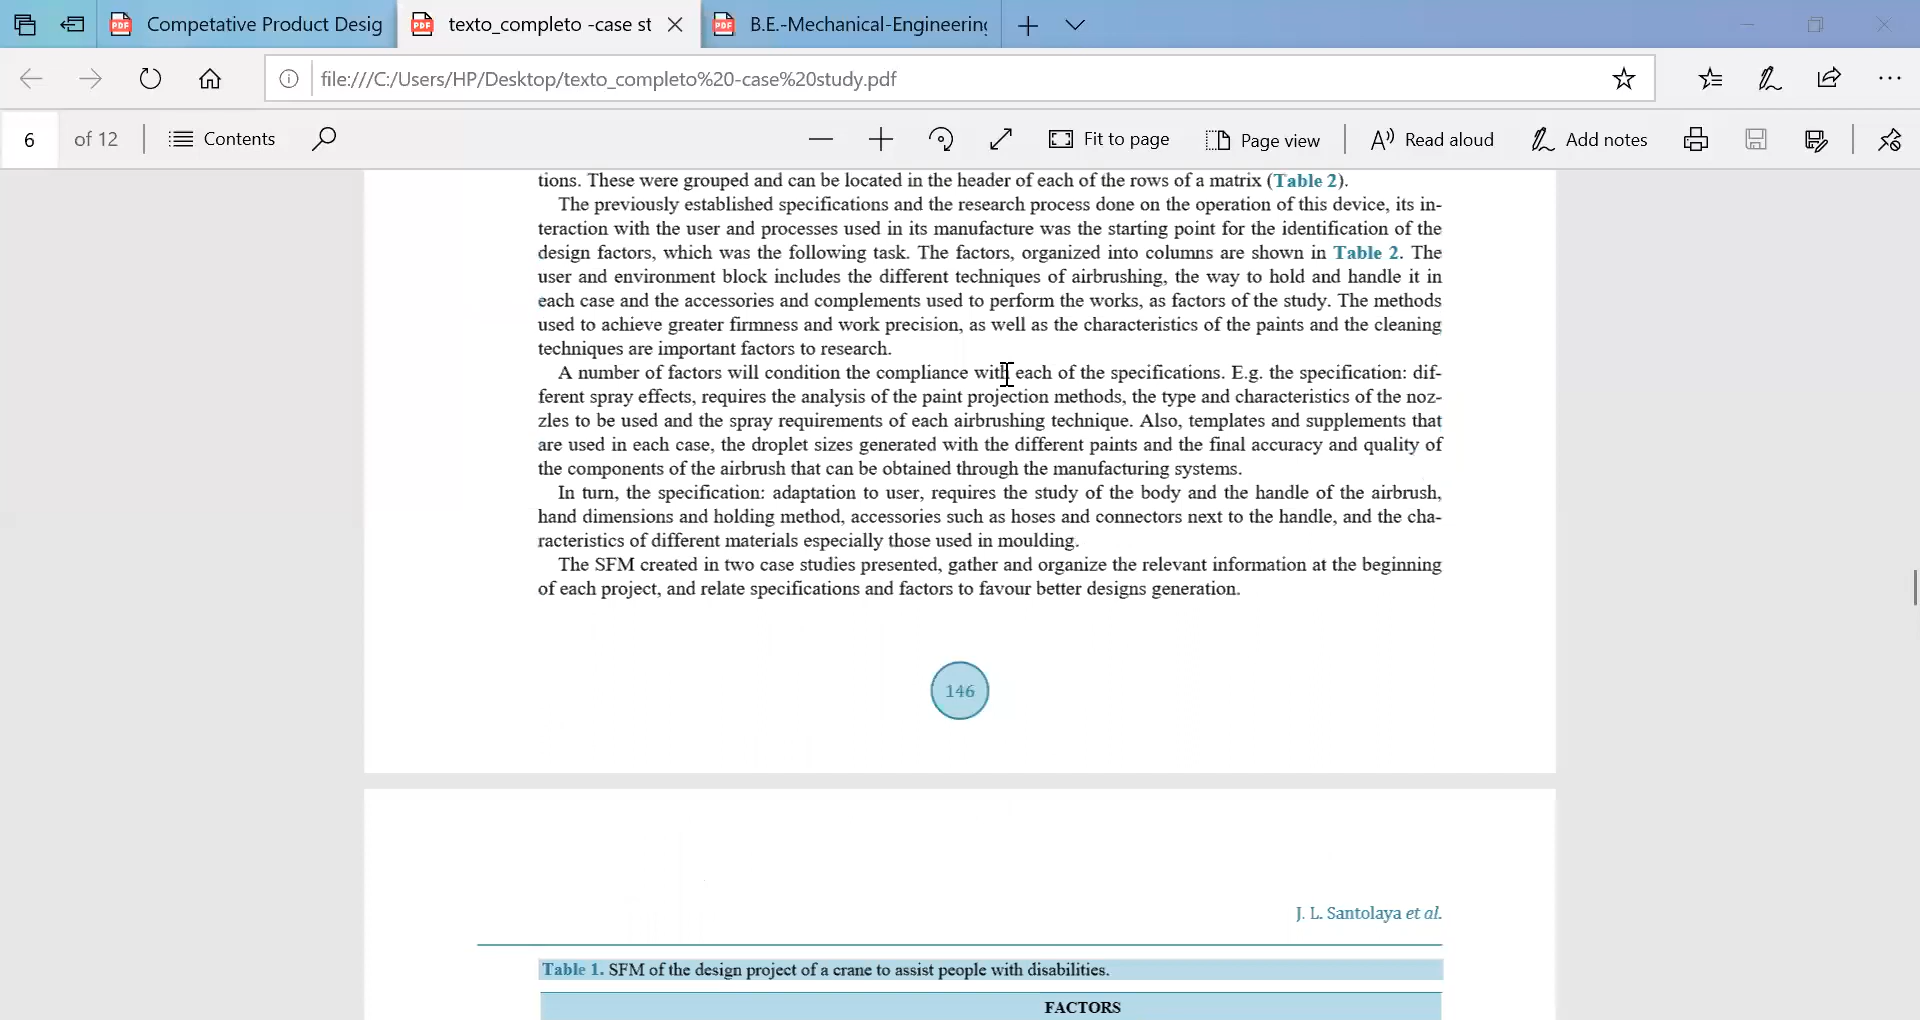 Competative Product Desig
texto_completo -case st
B.E.-Mechanical-Engineering
file:///C:/Users/HP/Desktop/texto_completo%20-case%20study.pdf
6 of 12 Contents Fit to page Page view Read aloud Add notes
tions. These were grouped and can be located in the header of each of the rows of a matrix (Table 2).
The previously established specifications and the research process done on the operation of this device, its in-
teraction with the user and processes used in its manufacture was the starting point for the identification of the
design factors, which was the following task. The factors, organized into columns are shown in Table 2. The
user and environment block includes the different techniques of airbrushing, the way to hold and handle it in
each case and the accessories and complements used to perform the works, as factors of the study. The methods
used to achieve greater firmness and work precision, as well as the characteristics of the paints and the cleaning
techniques are important factors to research.
A number of factors will condition the compliance with each of the specifications. E.g. the specification: dif-
ferent spray effects, requires the analysis of the paint projection methods, the type and characteristics of the noz-
zles to be used and the spray requirements of each airbrushing technique. Also, templates and supplements that
are used in each case, the droplet sizes generated with the different paints and the final accuracy and quality of
the components of the airbrush that can be obtained through the manufacturing systems.
In turn, the specification: adaptation to user, requires the study of the body and the handle of the airbrush,
hand dimensions and holding method, accessories such as hoses and connectors next to the handle, and the cha-
racteristics of different materials especially those used in moulding.
The SFM created in two case studies presented, gather and organize the relevant information at the beginning
of each project, and relate specifications and factors to favour better designs generation.
146
J. L. Santolaya et al.
Table 1. SFM of the design project of a crane to assist people with disabilities.
FACTORS